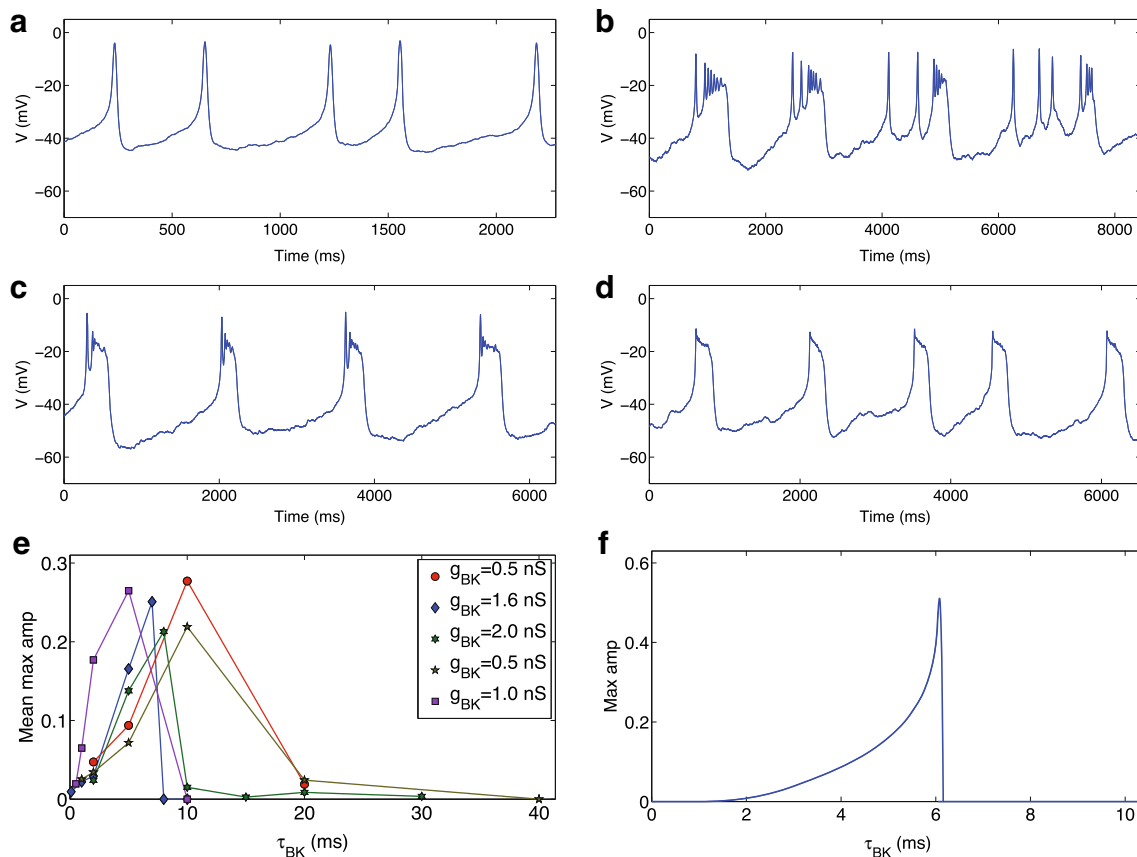 a
0
−20
−40
−60
V (mV)
0
500
1000
1500
2000
Time (ms)
b
0
−20
−40
−60
V (mV)
0
2000
4000
6000
8000
Time (ms)
c
0
−20
−40
−60
V (mV)
0
2000
4000
6000
Time (ms)
d
0
−20
−40
−60
V (mV)
0
2000
4000
6000
Time (ms)
e
0.3
0.2
0.1
0
Mean max amp
g_BK=0.5 nS
g_BK=1.6 nS
g_BK=2.0 nS
g_BK=0.5 nS
g_BK=1.0 nS
0
10
20
30
40
τ_BK (ms)
f
0.6
0.4
0.2
0
Max amp
0
2
4
6
8
10
τ_BK (ms)